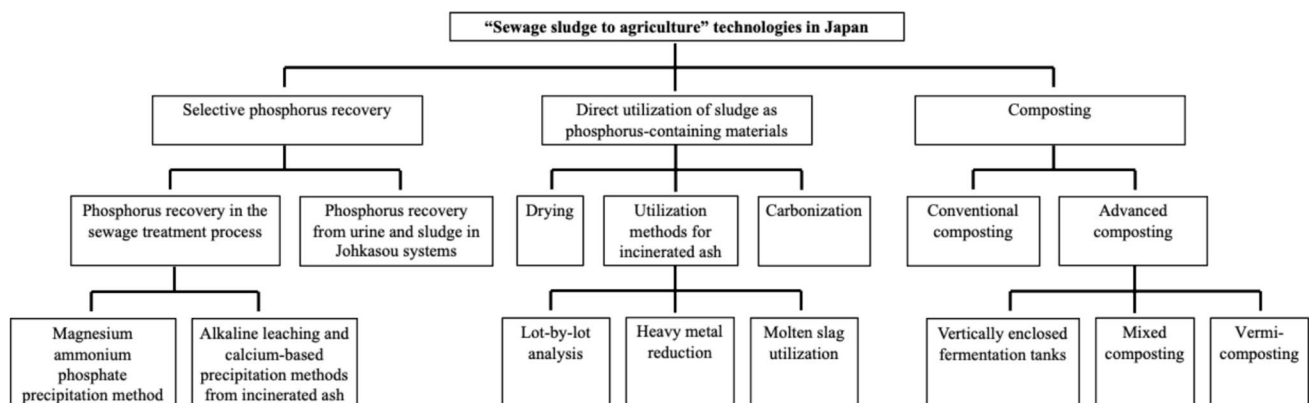 “Sewage sludge to agriculture” technologies in Japan
Selective phosphorus recovery
Direct utilization of sludge as
phosphorus-containing materials
Composting
Phosphorus recovery in the
sewage treatment process
Phosphorus recovery
from urine and sludge in
Johkasou systems
Drying
Utilization
methods for
incinerated ash
Carbonization
Conventional
composting
Advanced
composting
Magnesium
ammonium
phosphate
precipitation method
Alkaline leaching and
calcium-based
precipitation methods
from incinerated ash
Lot-by-lot
analysis
Heavy metal
reduction
Molten slag
utilization
Vertically enclosed
fermentation tanks
Mixed
composting
Vermi-
composting